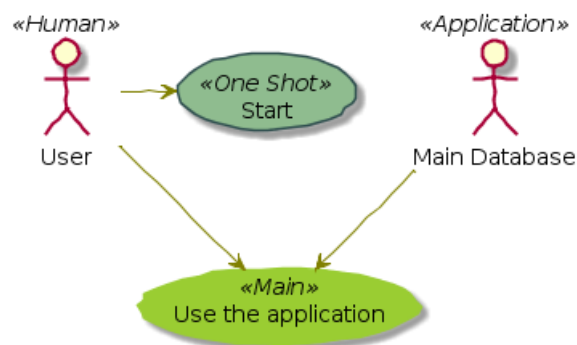 «Human»
User
«One Shot»
Start
«Application»
Main Database
«Main»
Use the application